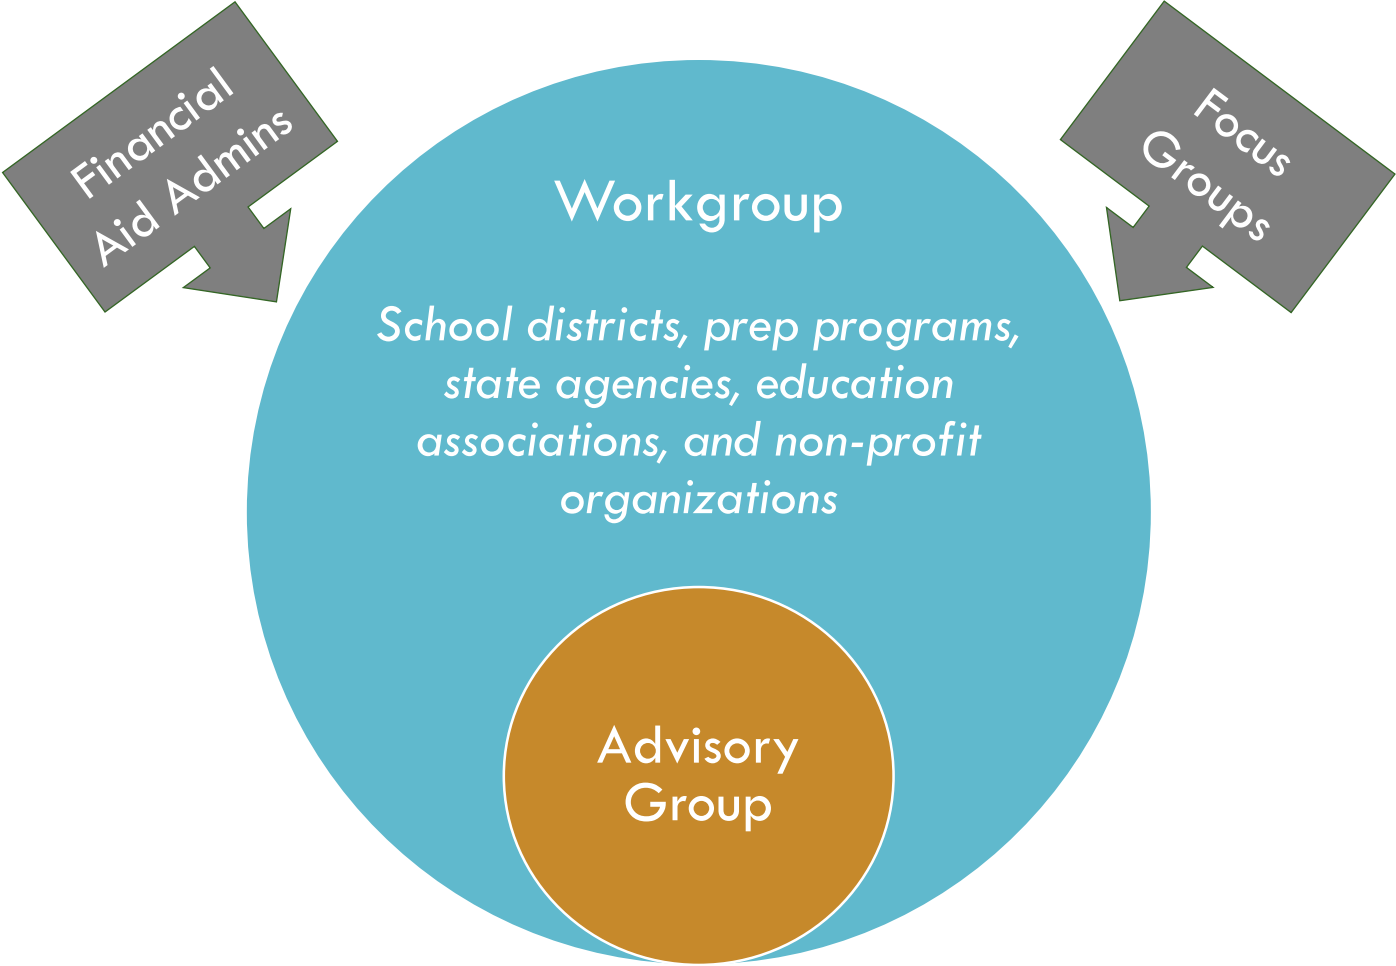 Financial
Aid Admins
Focus
Groups
Workgroup
School districts, prep programs,
state agencies, education
associations, and non-profit
organizations
Advisory
Group